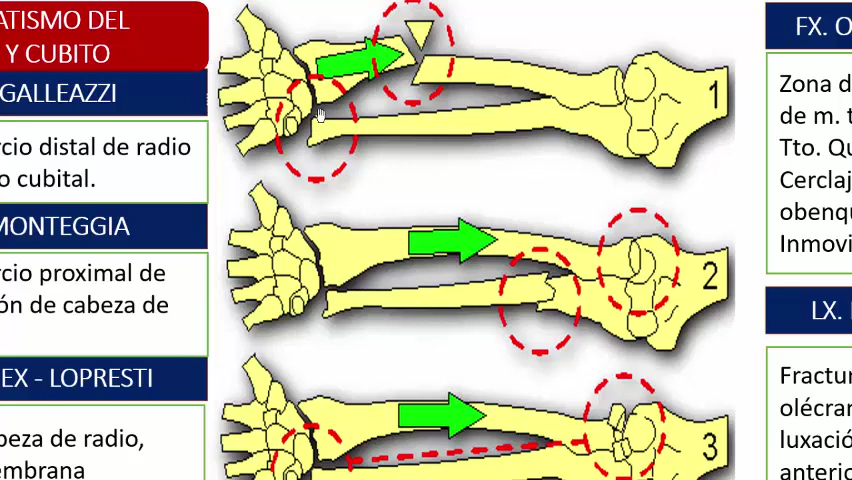 ATISMO DEL
Y CUBITO
GALLEAZZI
rcio distal de radio
o cubital.
MONTEGGIA
rcio proximal de
ón de cabeza de
EX - LOPRESTI
beza de radio,
embrana
1
2
3
FX. O
Zona d
de m. t
Tto. Qu
Cerclaj
obenqu
Inmovi
LX.
Fractur
olécran
luxació
anterio